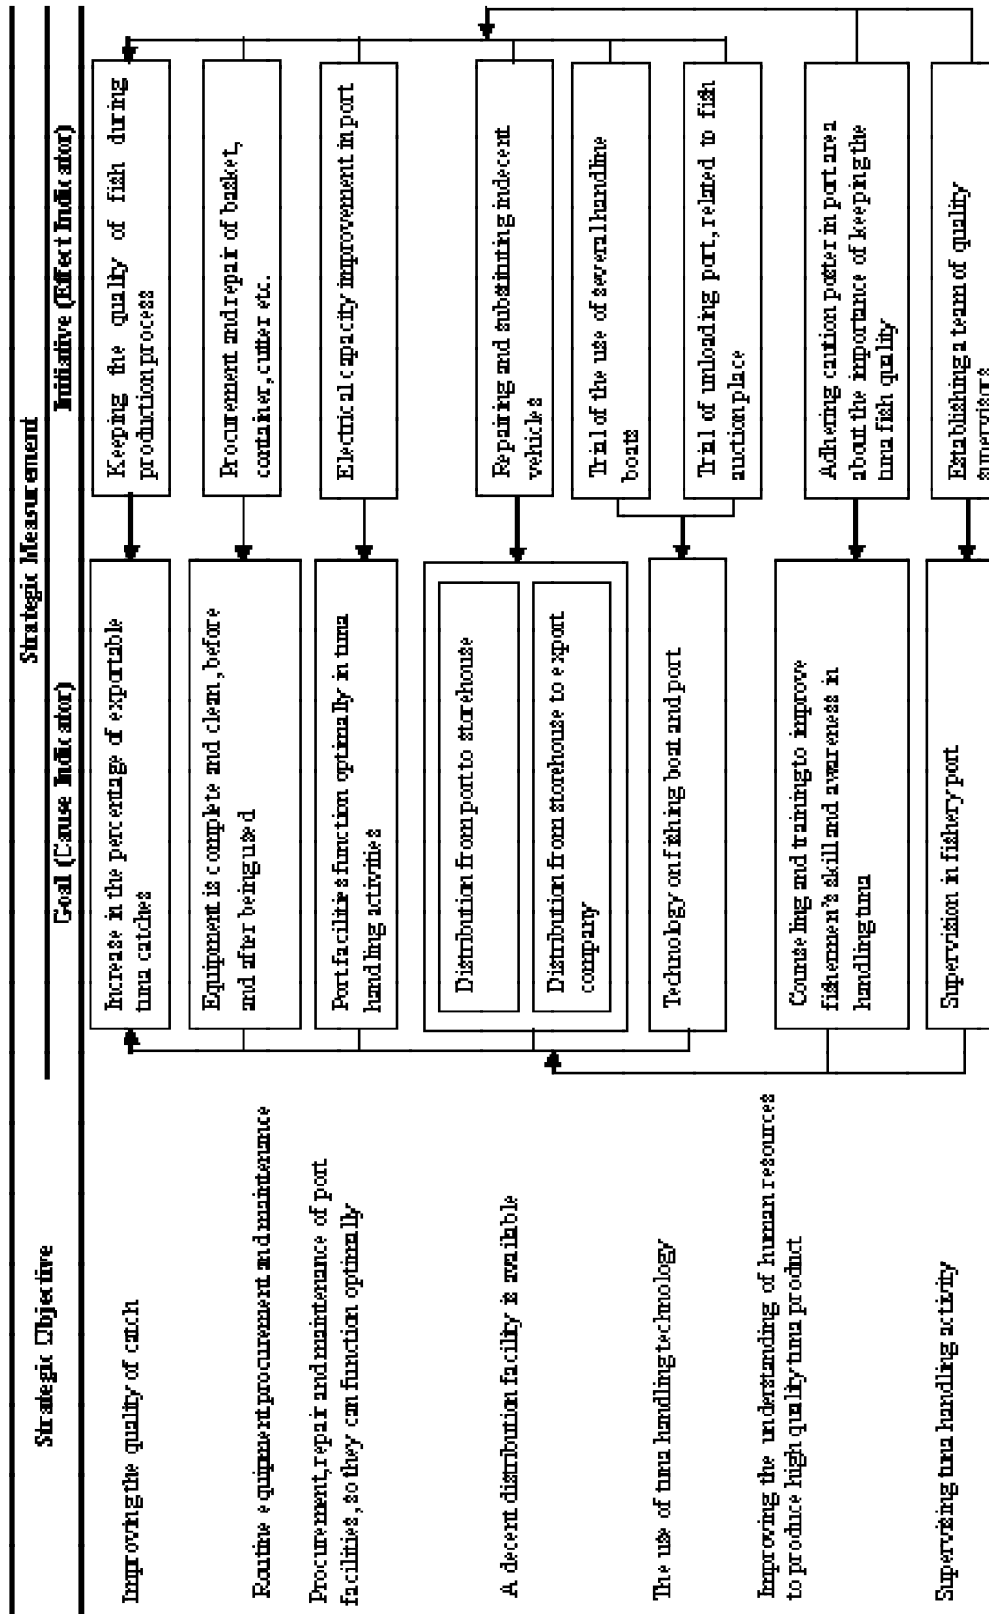 Strategic Objective
Strategic Measurement
Goal (Cause Indicator)
Initiative (Effect Indicator)
Improving the quality of catch
Increase in the percentage of exportable
tuna catches
Keeping the quality of fish during
production process
Routine equipment procurement and maintenance
Equipment is complete and clean, before
and after being used
Procurement and repair of basket,
container, cutter etc.
Procurement, repair and maintenance of port
facilities, so they can function optimally
Port facilities function optimally in tuna
handling activities
Electrical capacity improvement in port
A decent distribution facility is available
Distribution from port to storehouse
Distribution from storehouse to export
company
Repairing and substituting indecent
vehicles
The use of tuna handling technology
Technology on fishing boat and port
Trial of the use of several handline
boats
Trial of unloading port, related to fish
auction place
Improving the understanding of human resources
to produce high quality tuna product
Counseling and training to improve
fishermen's skill and awareness in
handling tuna
Adhering caution poster in port area
about the importance of keeping the
tuna fish quality
Supervising tuna handling activity
Supervision in fishery port
Establishing a team of quality
supervisors